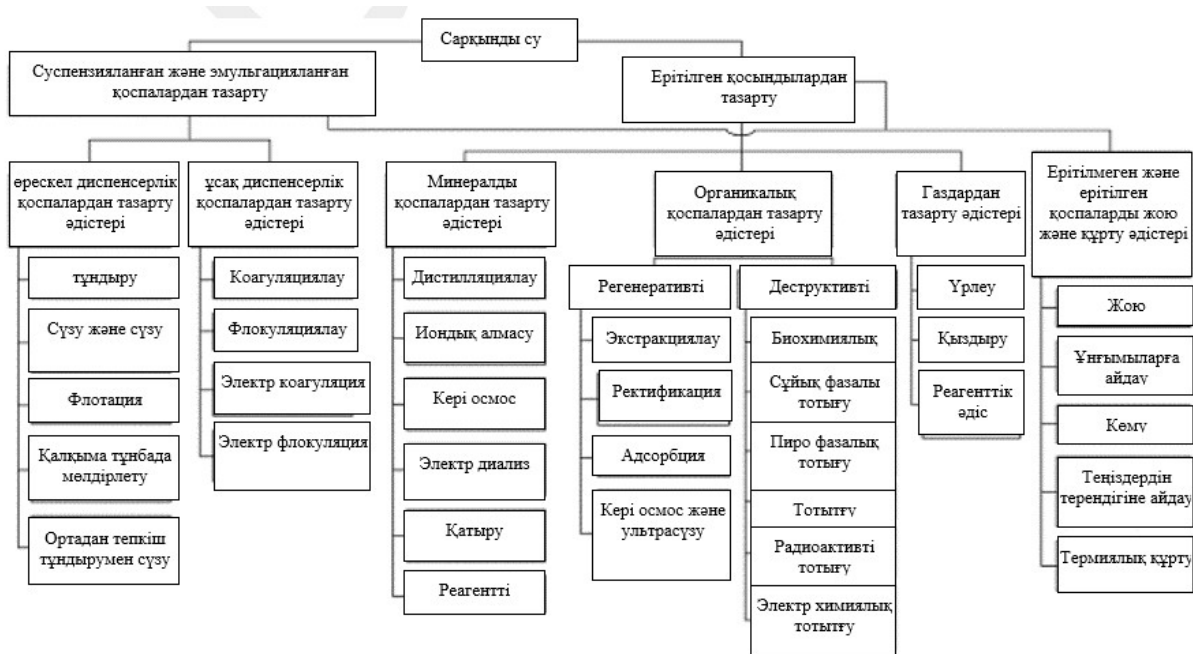 Сарқынды су
Суспензияланған және эмульгацияланған
қоспалардан тазарту
Ерітілген қосындылардан
тазарту
өрескел диспенсерлік
қоспалардан тазарту
әдістері
тұндыру
Сүзу және сүзу
Флотация
Қалқыма тұнбада
мөлдірлету
Ортадан тепкіш
тұндырумен сүзу
ұсақ диспенсерлік
қоспалардан тазарту
әдістері
Коагуляциялау
Флокуляциялау
Электр коагуляция
Электр флокуляция
Минералды
қоспалардан тазарту
әдістері
Дистилляциялау
Иондық алмасу
Кері осмос
Электр диализ
Қатыру
Реагентті
Органикалық
қоспалардан тазарту
әдістері
Регенеративті
Экстракциялау
Ректификация
Адсорбция
Кері осмос және
ультрасүзу
Деструктивті
Биохимиялық
Сұйық фазалы
тотығу
Пиро фазалық
тотығу
Тотытғу
Радиоактивті
тотығу
Электр химиялық
тотытғу
Газдардан
тазарту әдістері
Үрлеу
Қыздыру
Реагенттік
әдіс
Ерітілмеген және
ерітілген
қоспаларды жою
және құрту әдістері
Жою
Ұнғымыларға
айдау
Көму
Теңіздердін
терендігіне айдау
Термиялық құрту